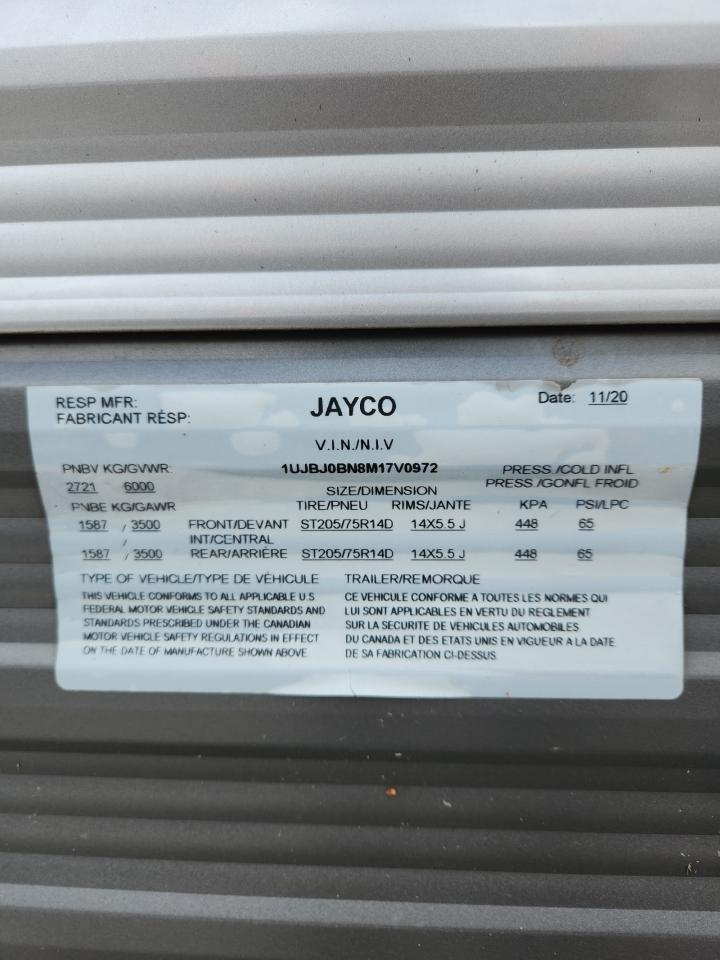 RESP MFR:
FABRICANT RÉSP:
JAYCO
Date: 11/20
V.I.N./N.I.V
1UJBJ0BN8M17V0972
PNBV KG/GVWR:
2721 6000
PRESS./COLD INFL
PRESS./GONFL FROID
SIZE/DIMENSION
PNBE KG/GAWR TIRE/PNEU RIMS/JANTE KPA PSI/LPC
1587 / 3500 FRONT/DEVANT ST205/75R14D 14X5.5 J 448 65
/ INT/CENTRAL
1587 / 3500 REAR/ARRIÈRE ST205/75R14D 14X5.5 J 448 65
TYPE OF VEHICLE/TYPE DE VÉHICULE TRAILER/REMORQUE
THIS VEHICLE CONFORMS TO ALL APPLICABLE U.S
FEDERAL MOTOR VEHICLE SAFETY STANDARDS AND
STANDARDS PRESCRIBED UNDER THE CANADIAN
MOTOR VEHICLE SAFETY REGULATIONS IN EFFECT
ON THE DATE OF MANUFACTURE SHOWN ABOVE
CE VEHICULE CONFORME A TOUTES LES NORMES QUI
LUI SONT APPLICABLES EN VERTU DU REGLEMENT
SUR LA SECURITE DE VEHICULES AUTOMOBILES
DU CANADA ET DES ETATS UNIS EN VIGUEUR A LA DATE
DE SA FABRICATION CI-DESSUS